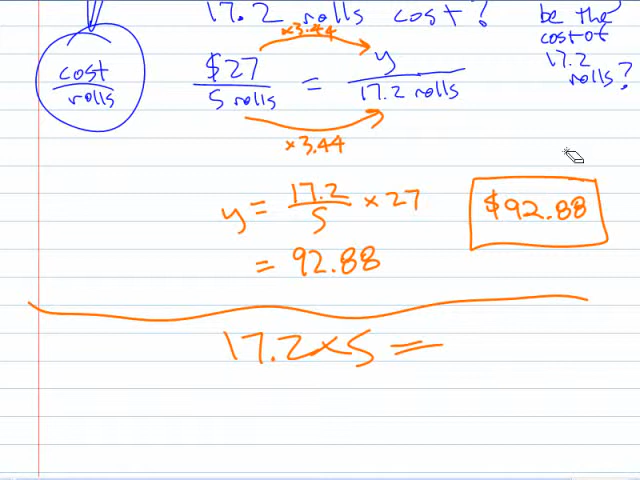 17.2 rolls cost?
be the
cost of
17.2
rolls?
×3.44
cost
rolls
$27
5 rolls
=
y
17.2 rolls
×3.44
y = 17.2/5 × 27
= 92.88
$92.88
17.2 × 5 =